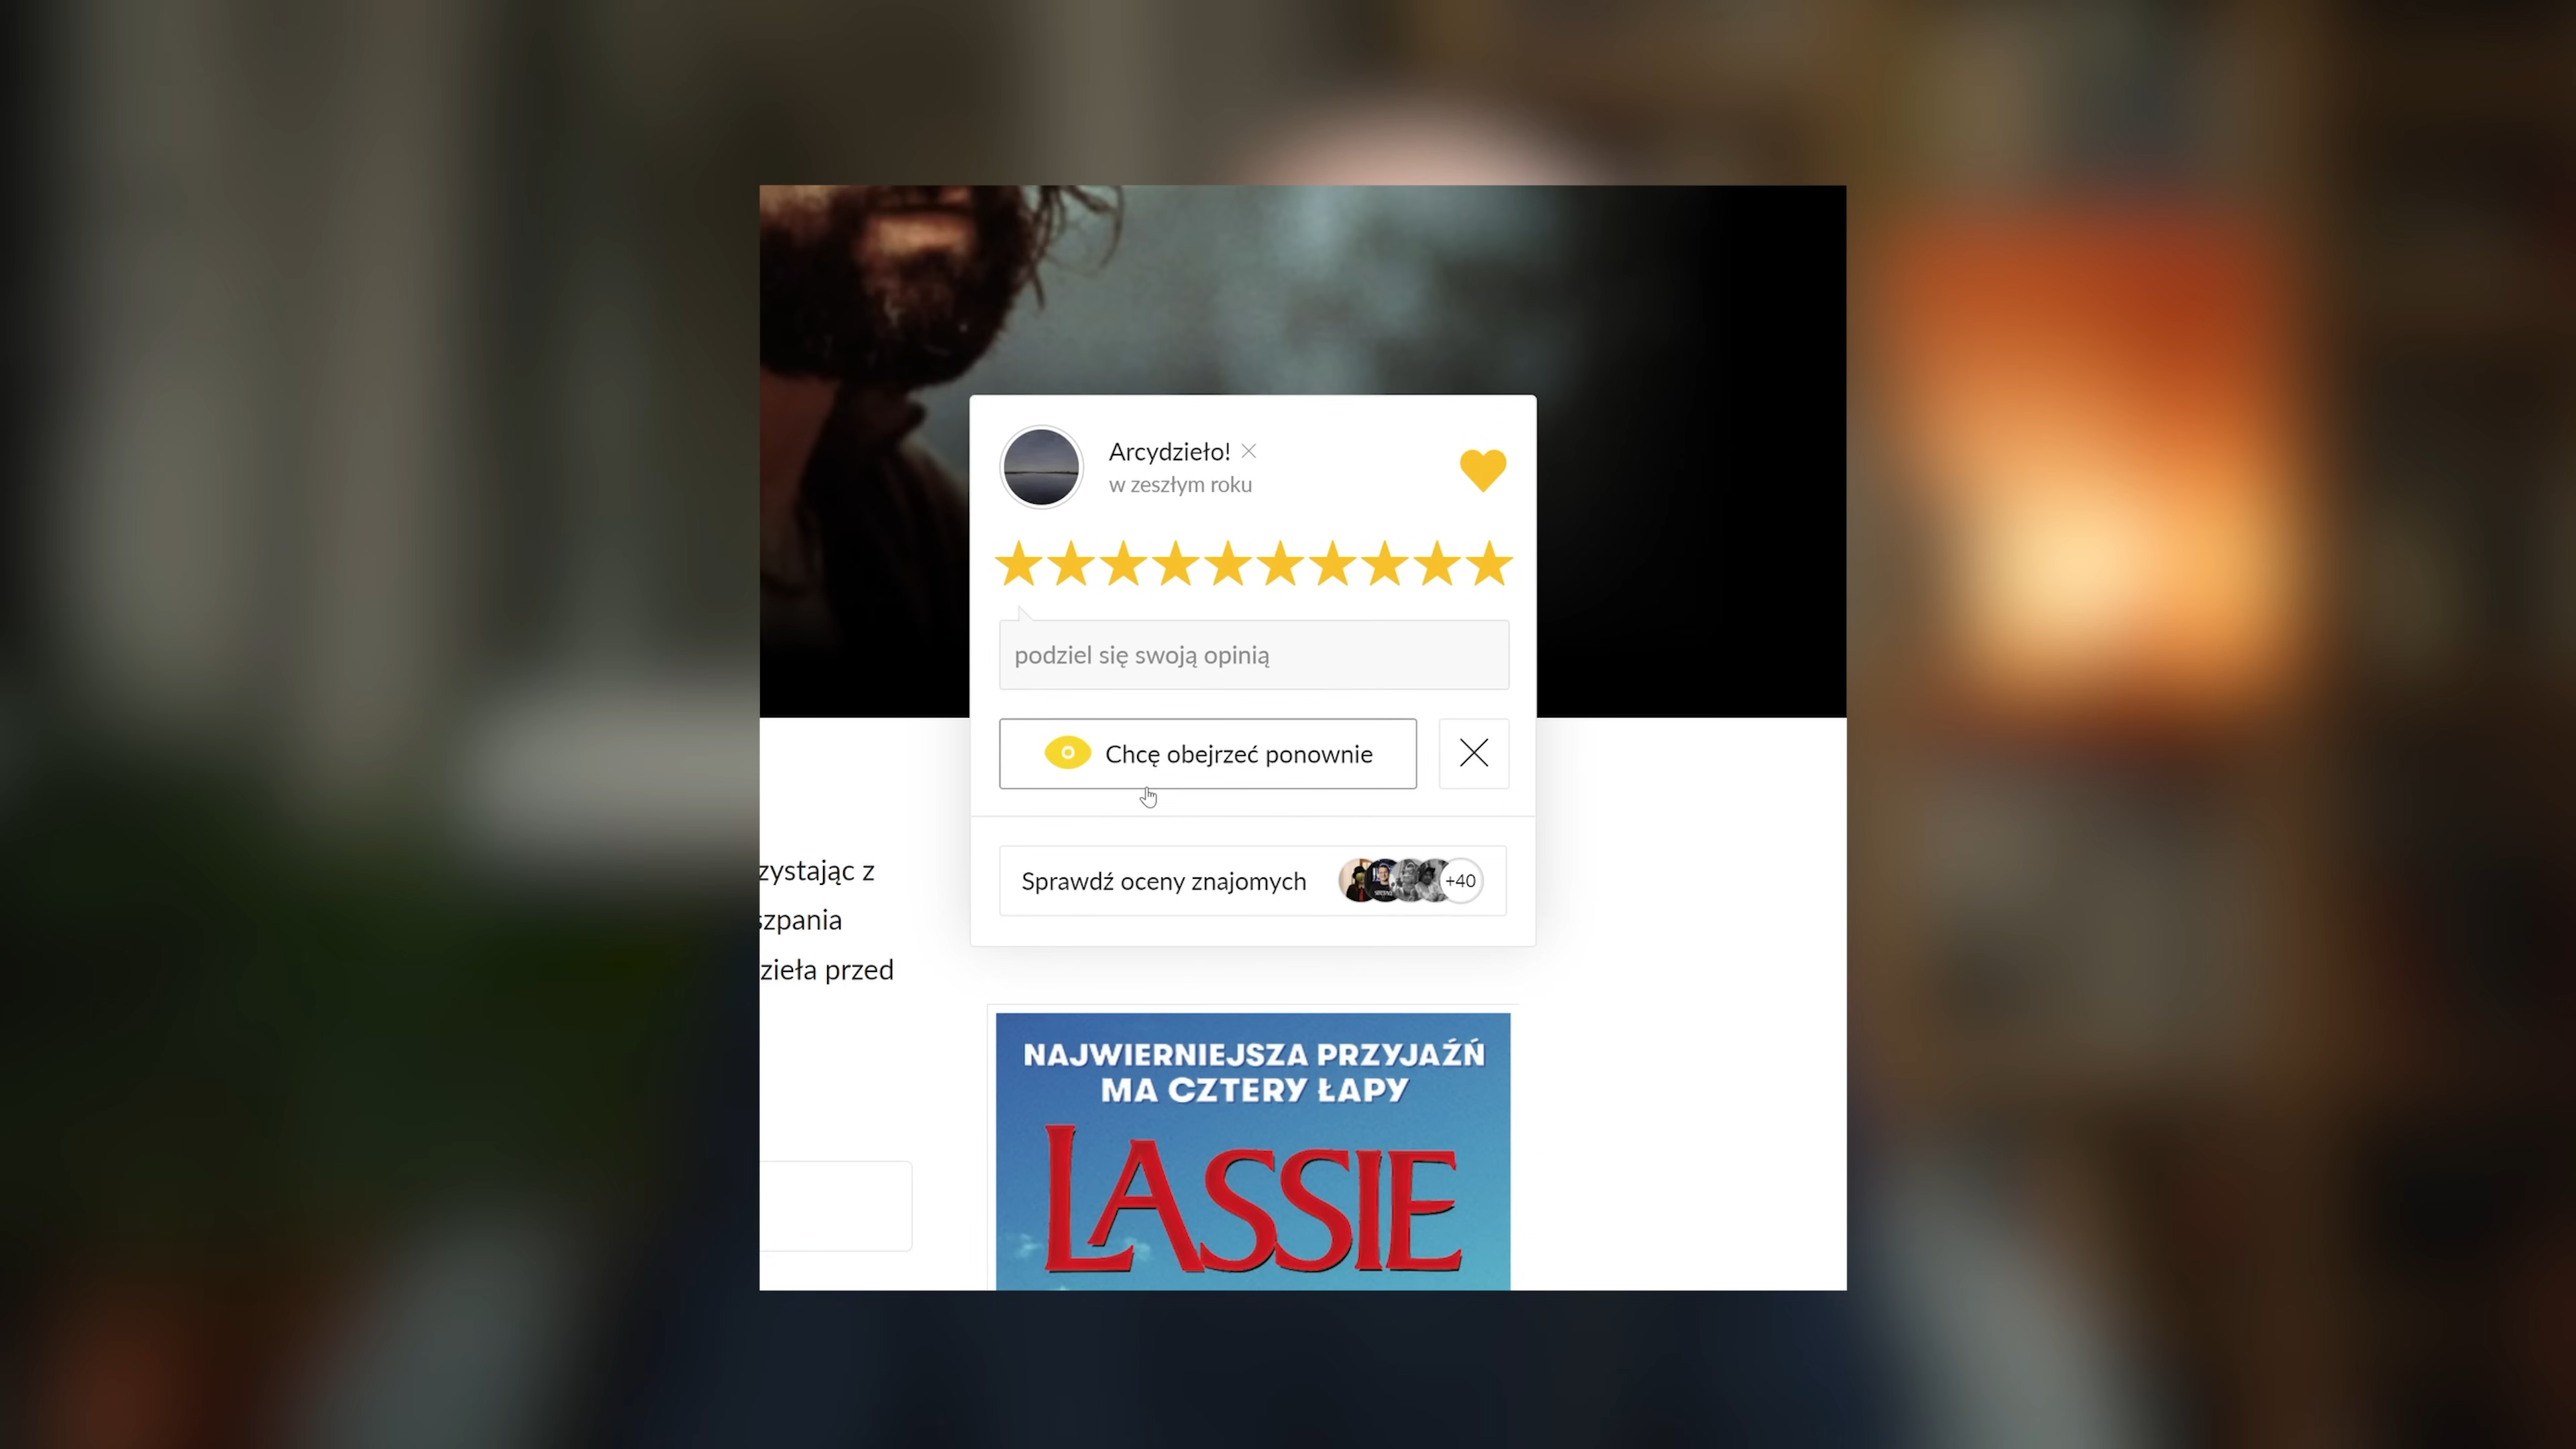 Arcydzieło!
w zeszłym roku
podziel się swoją opinią
Chcę obejrzeć ponownie
Sprawdź oceny znajomych +40
zystając z
szpania
zieła przed
NAJWIERNIEJSZA PRZYJAŹŃ
MA CZTERY ŁAPY
LASSIE